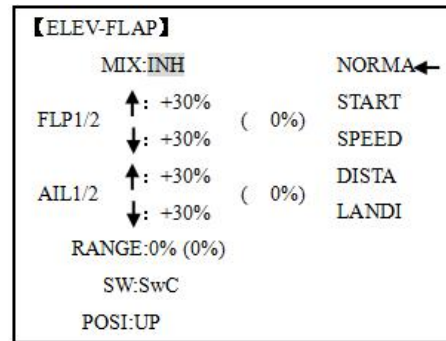 【ELEV-FLAP】
MIX:INH NORMA←
FLP1/2 ↑: +30% ( 0%) START
↓: +30% SPEED
AIL1/2 ↑: +30% ( 0%) DISTA
↓: +30% LANDI
RANGE:0% (0%)
SW:SwC
POSI:UP